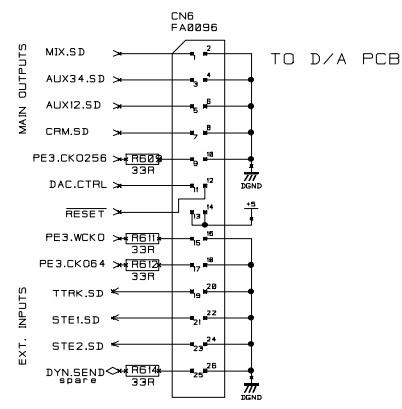 CN6
FA0096
TO D/A PCB
MAIN OUTPUTS
MIX.SD
1 2
AUX34.SD
3 4
AUX12.SD
5 6
CRM.SD
7 8
PE3.CKO256
R609
33R
9 10
DGND
DAC.CTRL
11 12
RESET
13 14
+5
PE3.WCKO
R611
33R
15 16
PE3.CKO64
R612
33R
17 18
EXT. INPUTS
TTRK.SD
19 20
STE1.SD
21 22
STE2.SD
23 24
DYN.SEND
spare
R614
33R
25 26
DGND